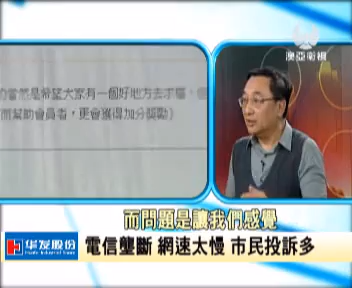 澳亞衛視
的當然是希望大家有一個好地方去求醫,
而幫助會員者,更會獲得加分獎勵)
而問題是讓我們感覺
华发股份
電信壟斷 網速太慢 市民投訴多